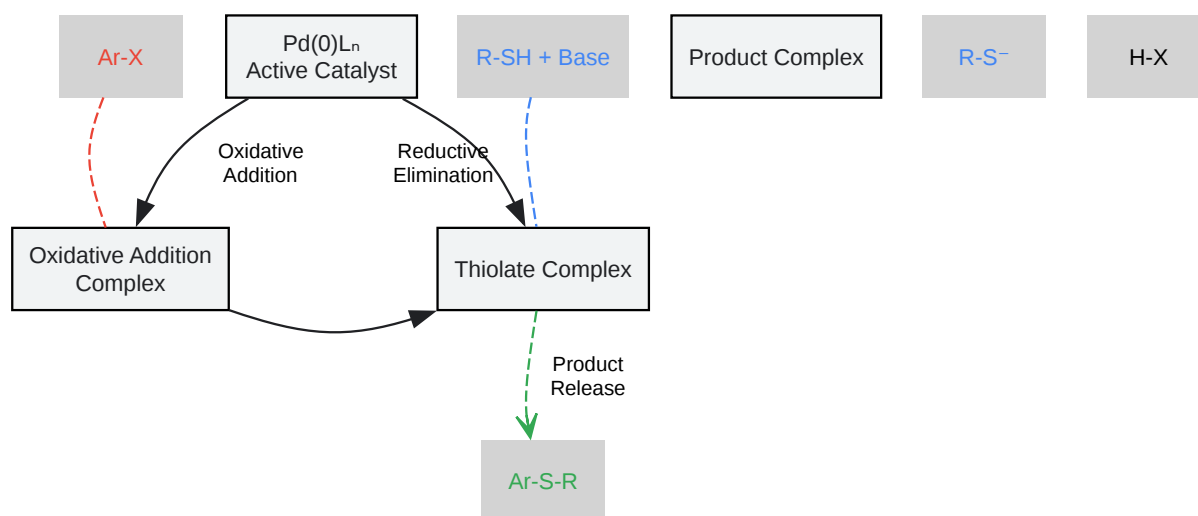 Ar-X
Pd(0)Lₙ
Active Catalyst
R-SH + Base
Product Complex
R-S⁻
H-X
Oxidative
Addition
Reductive
Elimination
Oxidative Addition
Complex
Thiolate Complex
Product
Release
Ar-S-R